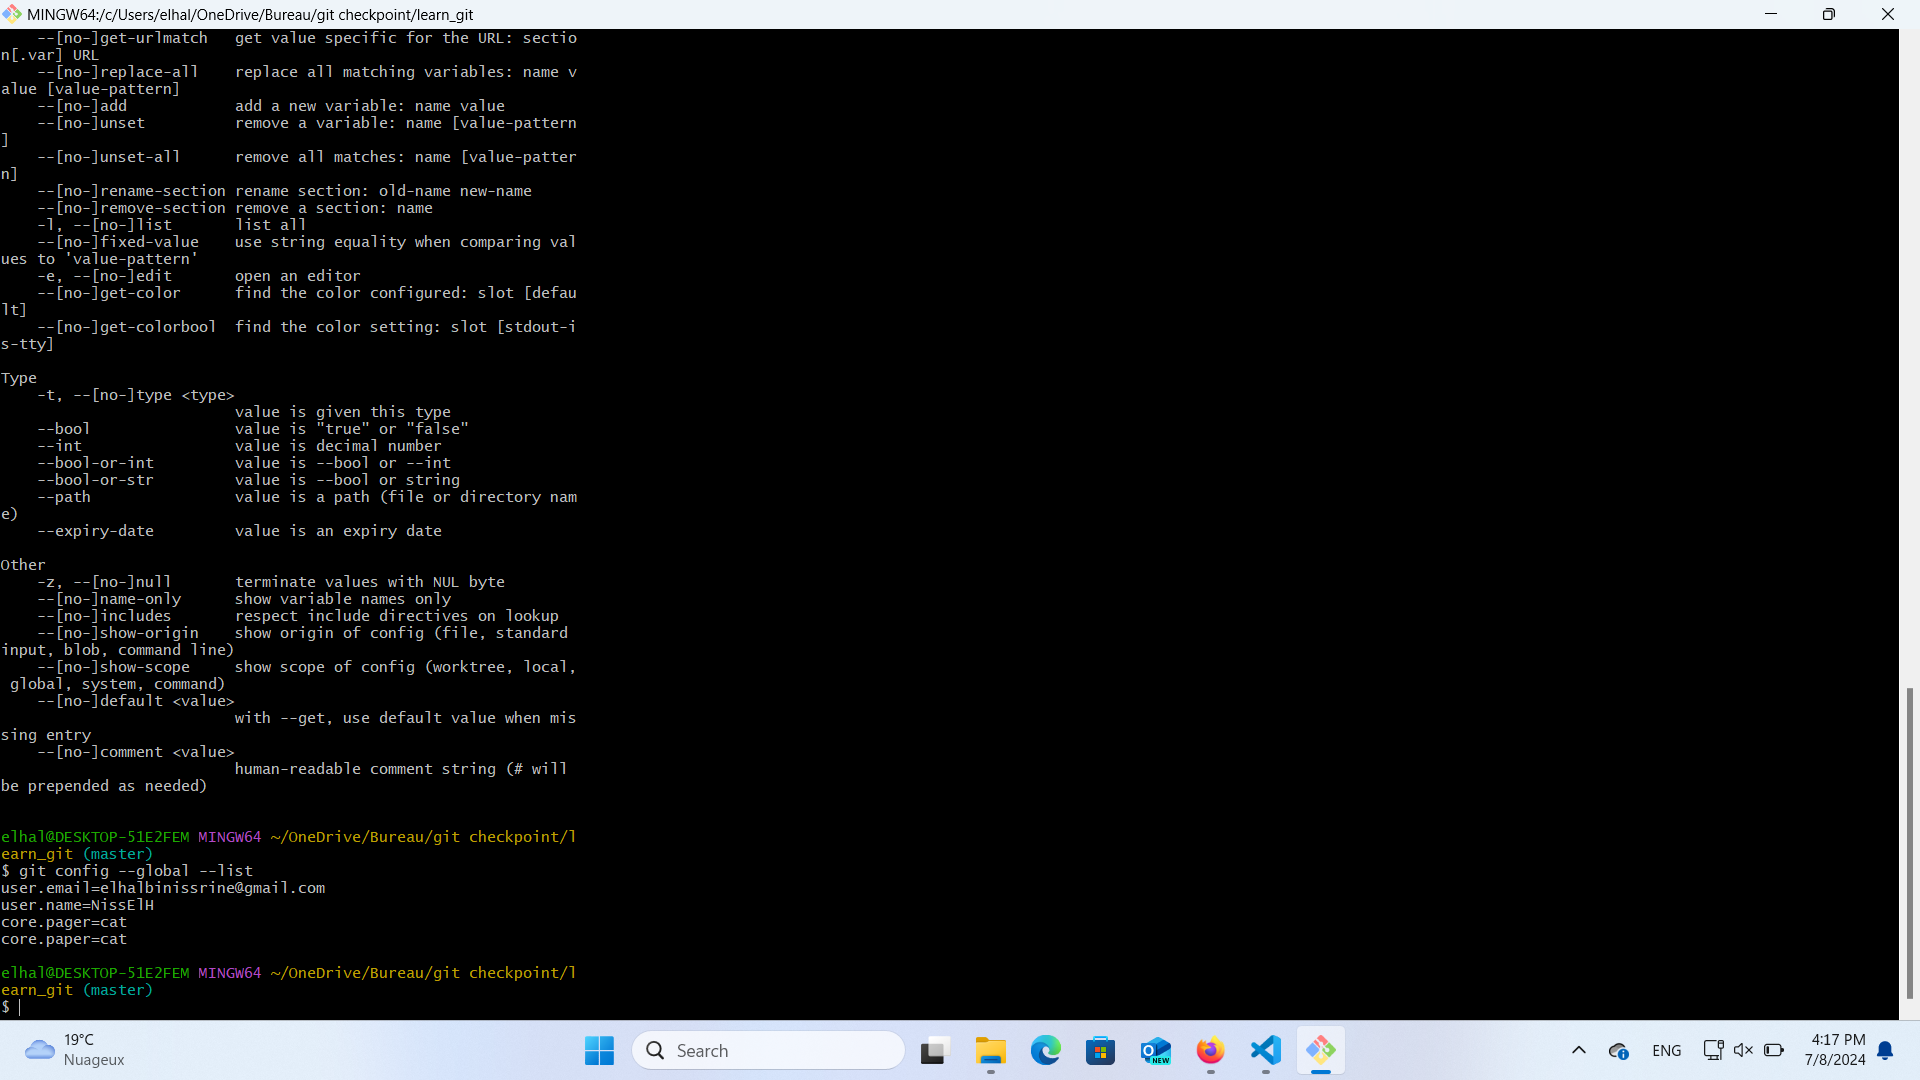 MINGW64:/c/Users/elhal/OneDrive/Bureau/git checkpoint/learn_git
    --[no-]get-urlmatch   get value specific for the URL: sectio
n[.var] URL
    --[no-]replace-all    replace all matching variables: name v
alue [value-pattern]
    --[no-]add            add a new variable: name value
    --[no-]unset          remove a variable: name [value-pattern
]
    --[no-]unset-all      remove all matches: name [value-patter
n]
    --[no-]rename-section rename section: old-name new-name
    --[no-]remove-section remove a section: name
    -l, --[no-]list       list all
    --[no-]fixed-value    use string equality when comparing val
ues to 'value-pattern'
    -e, --[no-]edit       open an editor
    --[no-]get-color      find the color configured: slot [defau
lt]
    --[no-]get-colorbool  find the color setting: slot [stdout-i
s-tty]
Type
    -t, --[no-]type <type>
                          value is given this type
    --bool                value is "true" or "false"
    --int                 value is decimal number
    --bool-or-int         value is --bool or --int
    --bool-or-str         value is --bool or string
    --path                value is a path (file or directory nam
e)
    --expiry-date         value is an expiry date
Other
    -z, --[no-]null       terminate values with NUL byte
    --[no-]name-only      show variable names only
    --[no-]includes       respect include directives on lookup
    --[no-]show-origin    show origin of config (file, standard
input, blob, command line)
    --[no-]show-scope     show scope of config (worktree, local,
 global, system, command)
    --[no-]default <value>
                          with --get, use default value when mis
sing entry
    --[no-]comment <value>
                          human-readable comment string (# will
be prepended as needed)
elhal@DESKTOP-51E2FEM MINGW64 ~/OneDrive/Bureau/git checkpoint/l
earn_git (master)
$ git config --global --list
user.email=elhalbinissrine@gmail.com
user.name=NissElH
core.pager=cat
core.paper=cat
elhal@DESKTOP-51E2FEM MINGW64 ~/OneDrive/Bureau/git checkpoint/l
earn_git (master)
$
19°C
Nuageux
Search
NEW
ENG
4:17 PM
7/8/2024